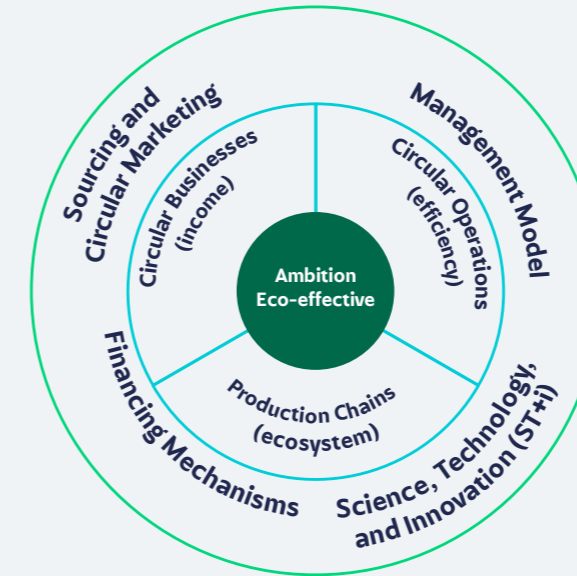 Sourcing and
Circular Marketing
Management Model
Circular Businesses
(income)
Circular Operations
(efficiency)
Ambition
Eco-effective
Production Chains
(ecosystem)
Financing Mechanisms
Science, Technology,
and Innovation (ST+i)